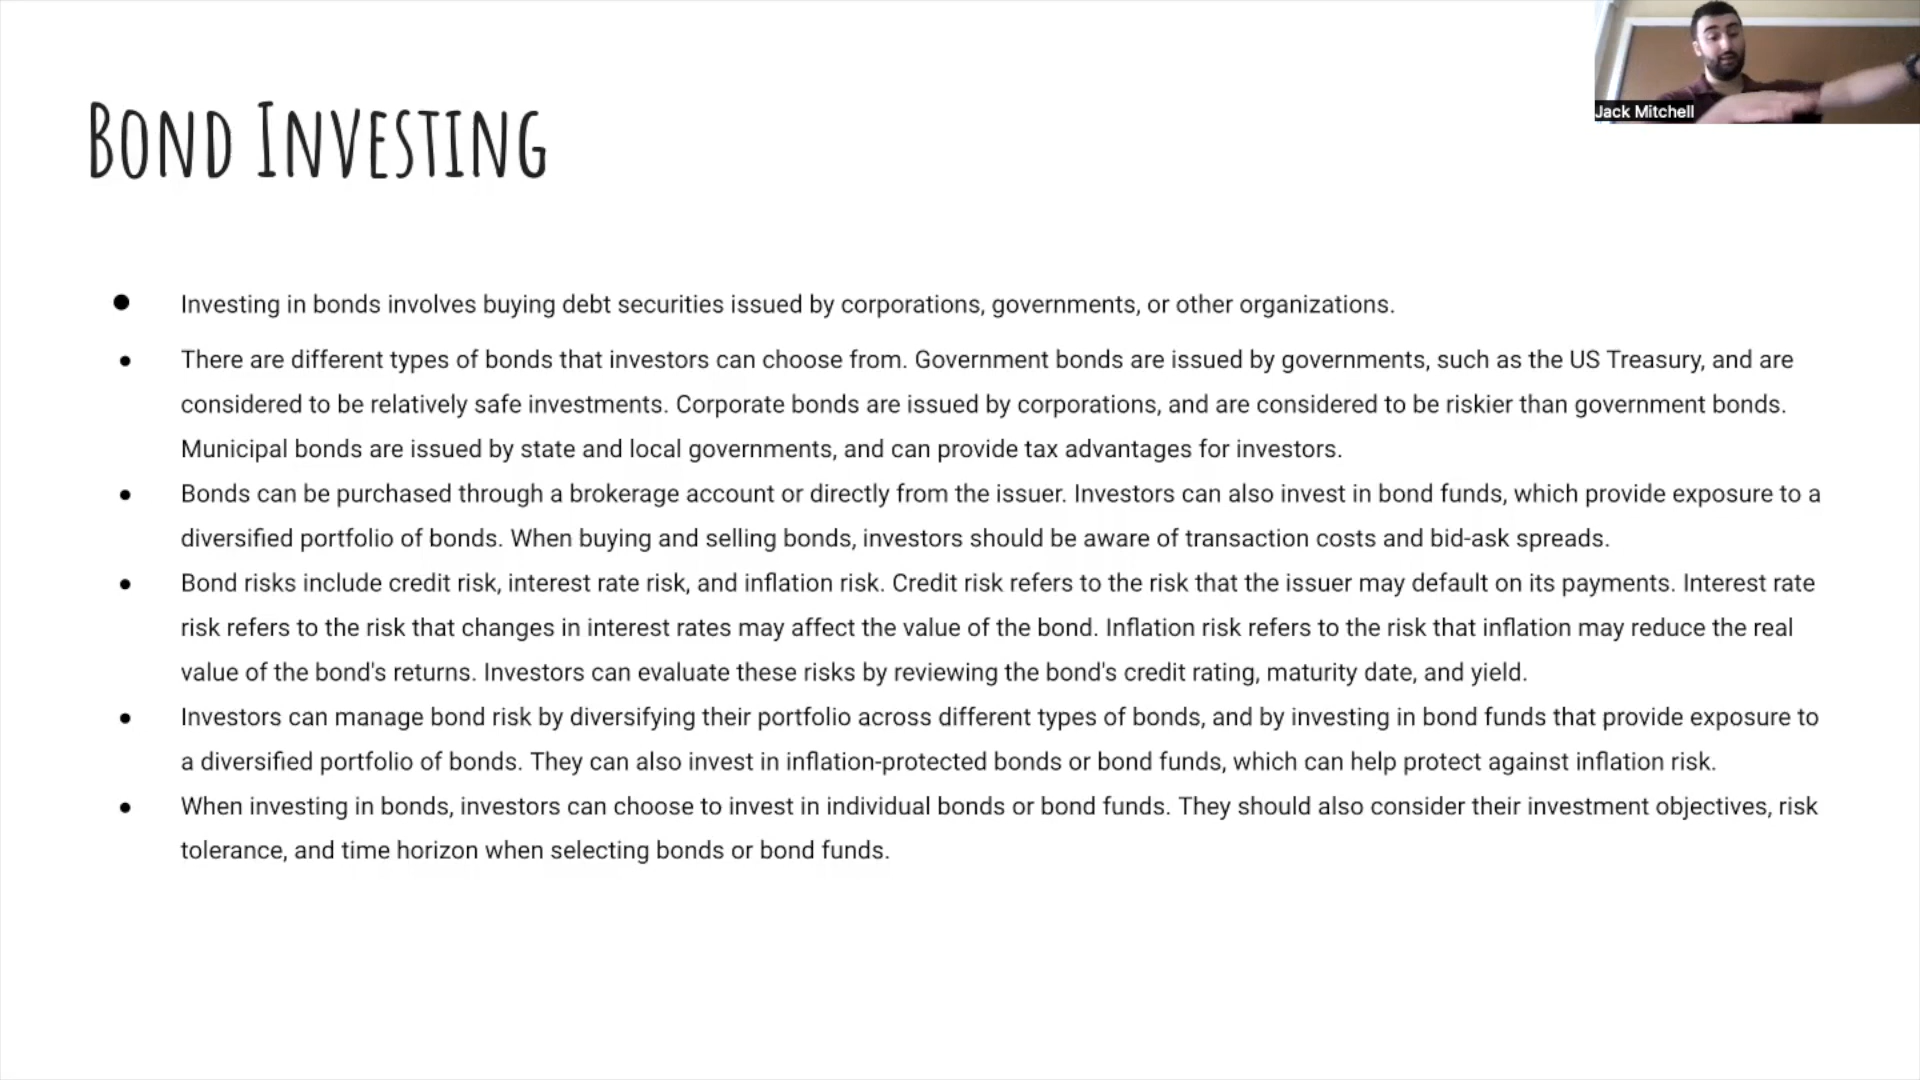 Jack Mitchell
Bond Investing
● Investing in bonds involves buying debt securities issued by corporations, governments, or other organizations.
● There are different types of bonds that investors can choose from. Government bonds are issued by governments, such as the US Treasury, and are
considered to be relatively safe investments. Corporate bonds are issued by corporations, and are considered to be riskier than government bonds.
Municipal bonds are issued by state and local governments, and can provide tax advantages for investors.
● Bonds can be purchased through a brokerage account or directly from the issuer. Investors can also invest in bond funds, which provide exposure to a
diversified portfolio of bonds. When buying and selling bonds, investors should be aware of transaction costs and bid-ask spreads.
● Bond risks include credit risk, interest rate risk, and inflation risk. Credit risk refers to the risk that the issuer may default on its payments. Interest rate
risk refers to the risk that changes in interest rates may affect the value of the bond. Inflation risk refers to the risk that inflation may reduce the real
value of the bond's returns. Investors can evaluate these risks by reviewing the bond's credit rating, maturity date, and yield.
● Investors can manage bond risk by diversifying their portfolio across different types of bonds, and by investing in bond funds that provide exposure to
a diversified portfolio of bonds. They can also invest in inflation-protected bonds or bond funds, which can help protect against inflation risk.
● When investing in bonds, investors can choose to invest in individual bonds or bond funds. They should also consider their investment objectives, risk
tolerance, and time horizon when selecting bonds or bond funds.